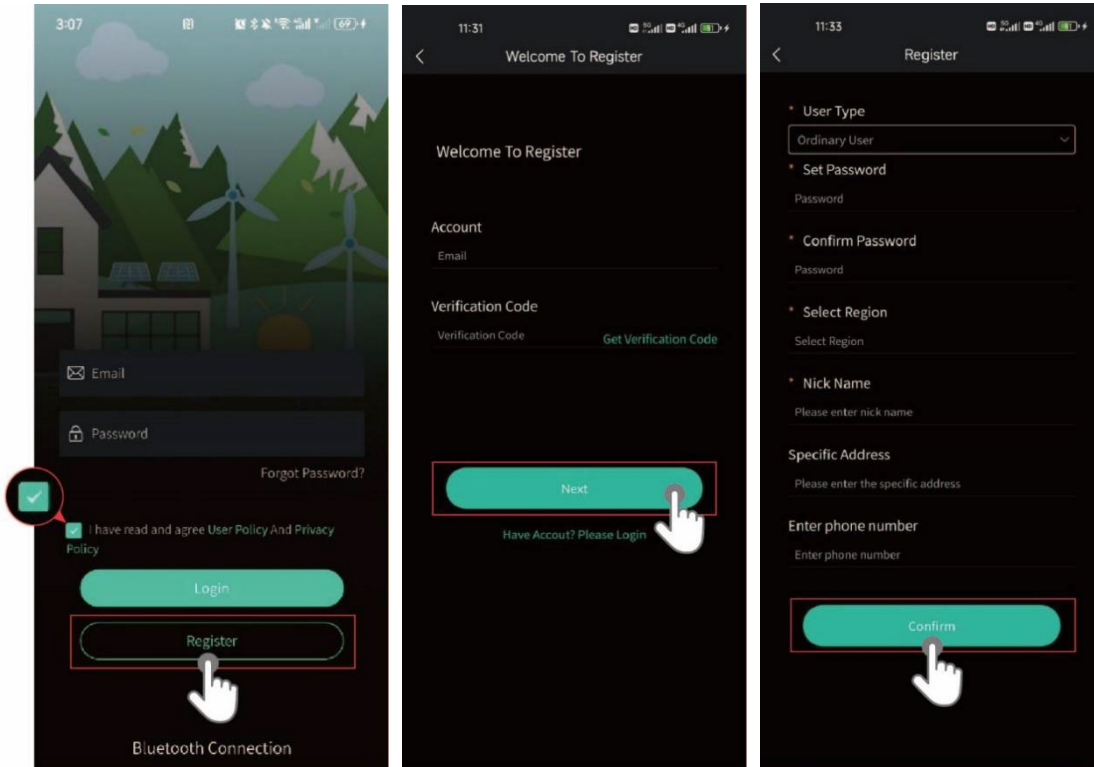 3:07
69
Email
Password
Forgot Password?
I have read and agree User Policy And Privacy
Policy
Login
Register
Bluetooth Connection
11:31
Welcome To Register
Welcome To Register
Account
Email
Verification Code
Verification Code
Get Verification Code
Next
Have Accout? Please Login
11:33
Register
* User Type
Ordinary User
* Set Password
Password
* Confirm Password
Password
* Select Region
Select Region
* Nick Name
Please enter nick name
Specific Address
Please enter the specific address
Enter phone number
Enter phone number
Confirm